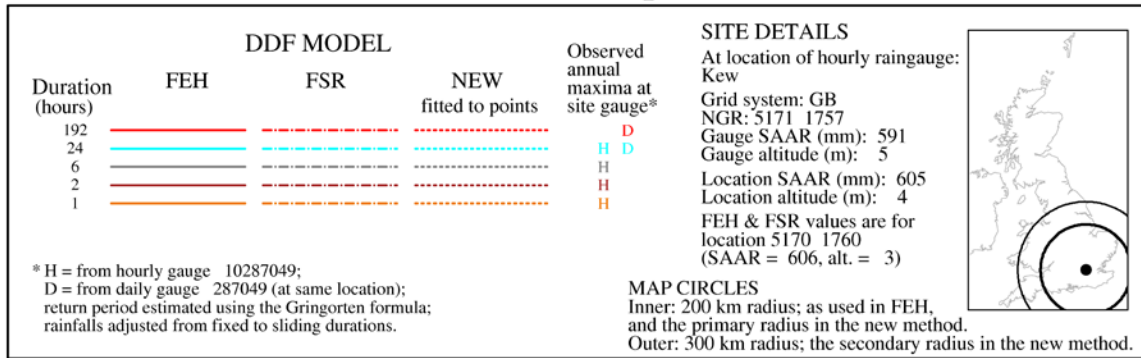 DDF MODEL
Duration
(hours)
FEH
FSR
NEW
fitted to points
Observed
annual
maxima at
site gauge*
192 D
24 H D
6 H
2 H
1 H
* H = from hourly gauge 10287049;
D = from daily gauge 287049 (at same location);
return period estimated using the Gringorten formula;
rainfalls adjusted from fixed to sliding durations.
SITE DETAILS
At location of hourly raingauge:
Kew
Grid system: GB
NGR: 5171 1757
Gauge SAAR (mm): 591
Gauge altitude (m): 5
Location SAAR (mm): 605
Location altitude (m): 4
FEH & FSR values are for
location 5170 1760
(SAAR = 606, alt. = 3)
MAP CIRCLES
Inner: 200 km radius; as used in FEH,
and the primary radius in the new method.
Outer: 300 km radius; the secondary radius in the new method.